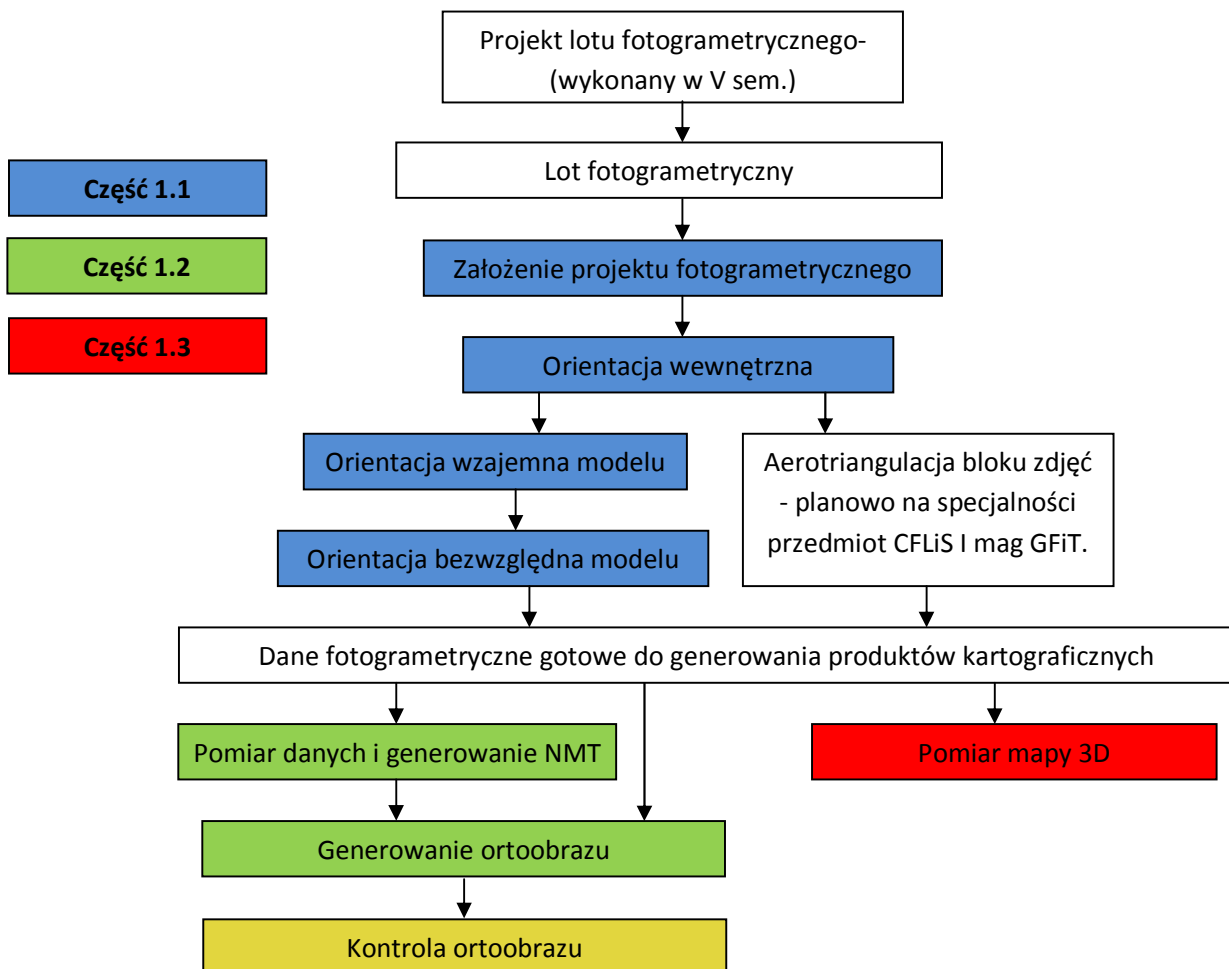 Projekt lotu fotogrametrycznego-
(wykonany w V sem.)
Lot fotogrametryczny
Część 1.1
Część 1.2
Część 1.3
Założenie projektu fotogrametrycznego
Orientacja wewnętrzna
Orientacja wzajemna modelu
Orientacja bezwzględna modelu
Aerotriangulacja bloku zdjęć
- planowo na specjalności
przedmiot CFLiS I mag GFiT.
Dane fotogrametryczne gotowe do generowania produktów kartograficznych
Pomiar danych i generowanie NMT
Pomiar mapy 3D
Generowanie ortoobrazu
Kontrola ortoobrazu